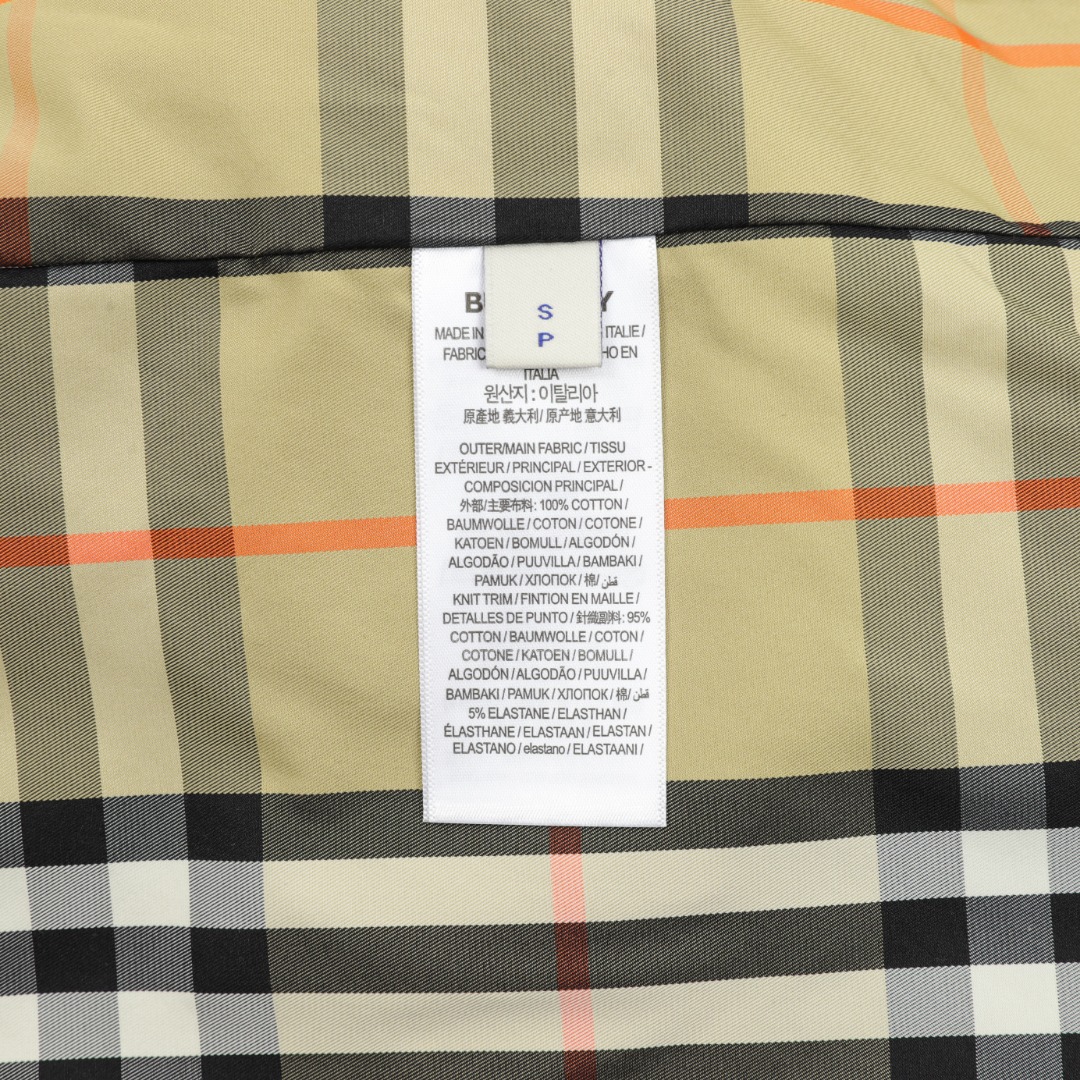 S
P
MADE IN ITALIE /
HO EN
ITALIA
원산지 : 이탈리아
原產地 義大利/ 原产地 意大利
OUTER/MAIN FABRIC / TISSU
EXTÉRIEUR / PRINCIPAL / EXTERIOR -
COMPOSICION PRINCIPAL /
外部/主要布料: 100% COTTON /
BAUMWOLLE / COTON / COTONE /
KATOEN / BOMULL / ALGODÓN /
ALGODÃO / PUUVILLA / BAMBAKI /
PAMUK / ХЛОПОК / 棉/ قطن
KNIT TRIM / FINTION EN MAILLE /
DETALLES DE PUNTO / 針織副料: 95%
COTTON / BAUMWOLLE / COTON /
COTONE / KATOEN / BOMULL /
ALGODÓN / ALGODÃO / PUUVILLA /
BAMBAKI / PAMUK / ХЛОПОК / 棉/ قطن
5% ELASTANE / ELASTHAN /
ÉLASTHANE / ELASTAAN / ELASTAN /
ELASTANO / elastano / ELASTAANI /